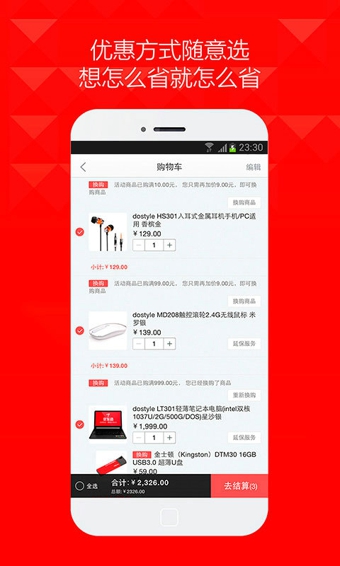 优惠方式随意选
想怎么省就怎么省
23:30
购物车
编辑
换购 活动商品已购满10.00元，您只需再加价9.00元，即可换
购商品
换购商品
dostyle HS301入耳式金属耳机手机/PC适
用 香槟金
¥ 129.00
- 1 +
小计：¥ 129.00
换购 活动商品已购满99.00元，您只需再加价9.00元，即可换
购商品
换购商品
dostyle MD208触控滚轮2.4G无线鼠标 米
罗银
¥ 139.00
- 1 +
延保服务
小计：¥ 139.00
换购 活动商品已购满999.00元，您已经换购了商品
重新换购
dostyle LT301轻薄笔记本电脑(intel双核
1037U/2G/500G/DOS)星沙银
¥ 1,999.00
- 1 +
延保服务
换购 金士顿（Kingston）DTM30 16GB
USB3.0 超薄U盘
¥ 59.00
全选
合计：¥ 2,326.00
总额：¥ 2326.00
去结算(3)